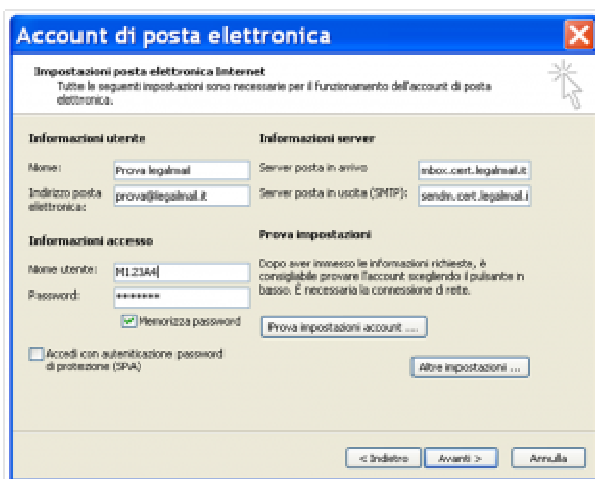 Account di posta elettronica
Impostazioni posta elettronica Internet
Tutte le seguenti impostazioni sono necessarie per il funzionamento dell'account di posta
elettronica.
Informazioni utente
Nome:
Prova legalmail
Indirizzo posta
elettronica:
prova@legalmail.it
Informazioni server
Server posta in arrivo
mbox.cert.legalmail.it
Server posta in uscita (SMTP):
sendm.cert.legalmail.i
Informazioni accesso
Nome utente:
M123A4
Password:
*******
Memorizza password
Accedi con autenticazione password
di protezione (SPA)
Prova impostazioni
Dopo aver immesso le informazioni richieste, è
consigliabile provare l'account scegliendo il pulsante in
basso. È necessaria la connessione di rete.
Prova impostazioni account ....
Altre impostazioni ...
< Indietro
Avanti >
Annulla